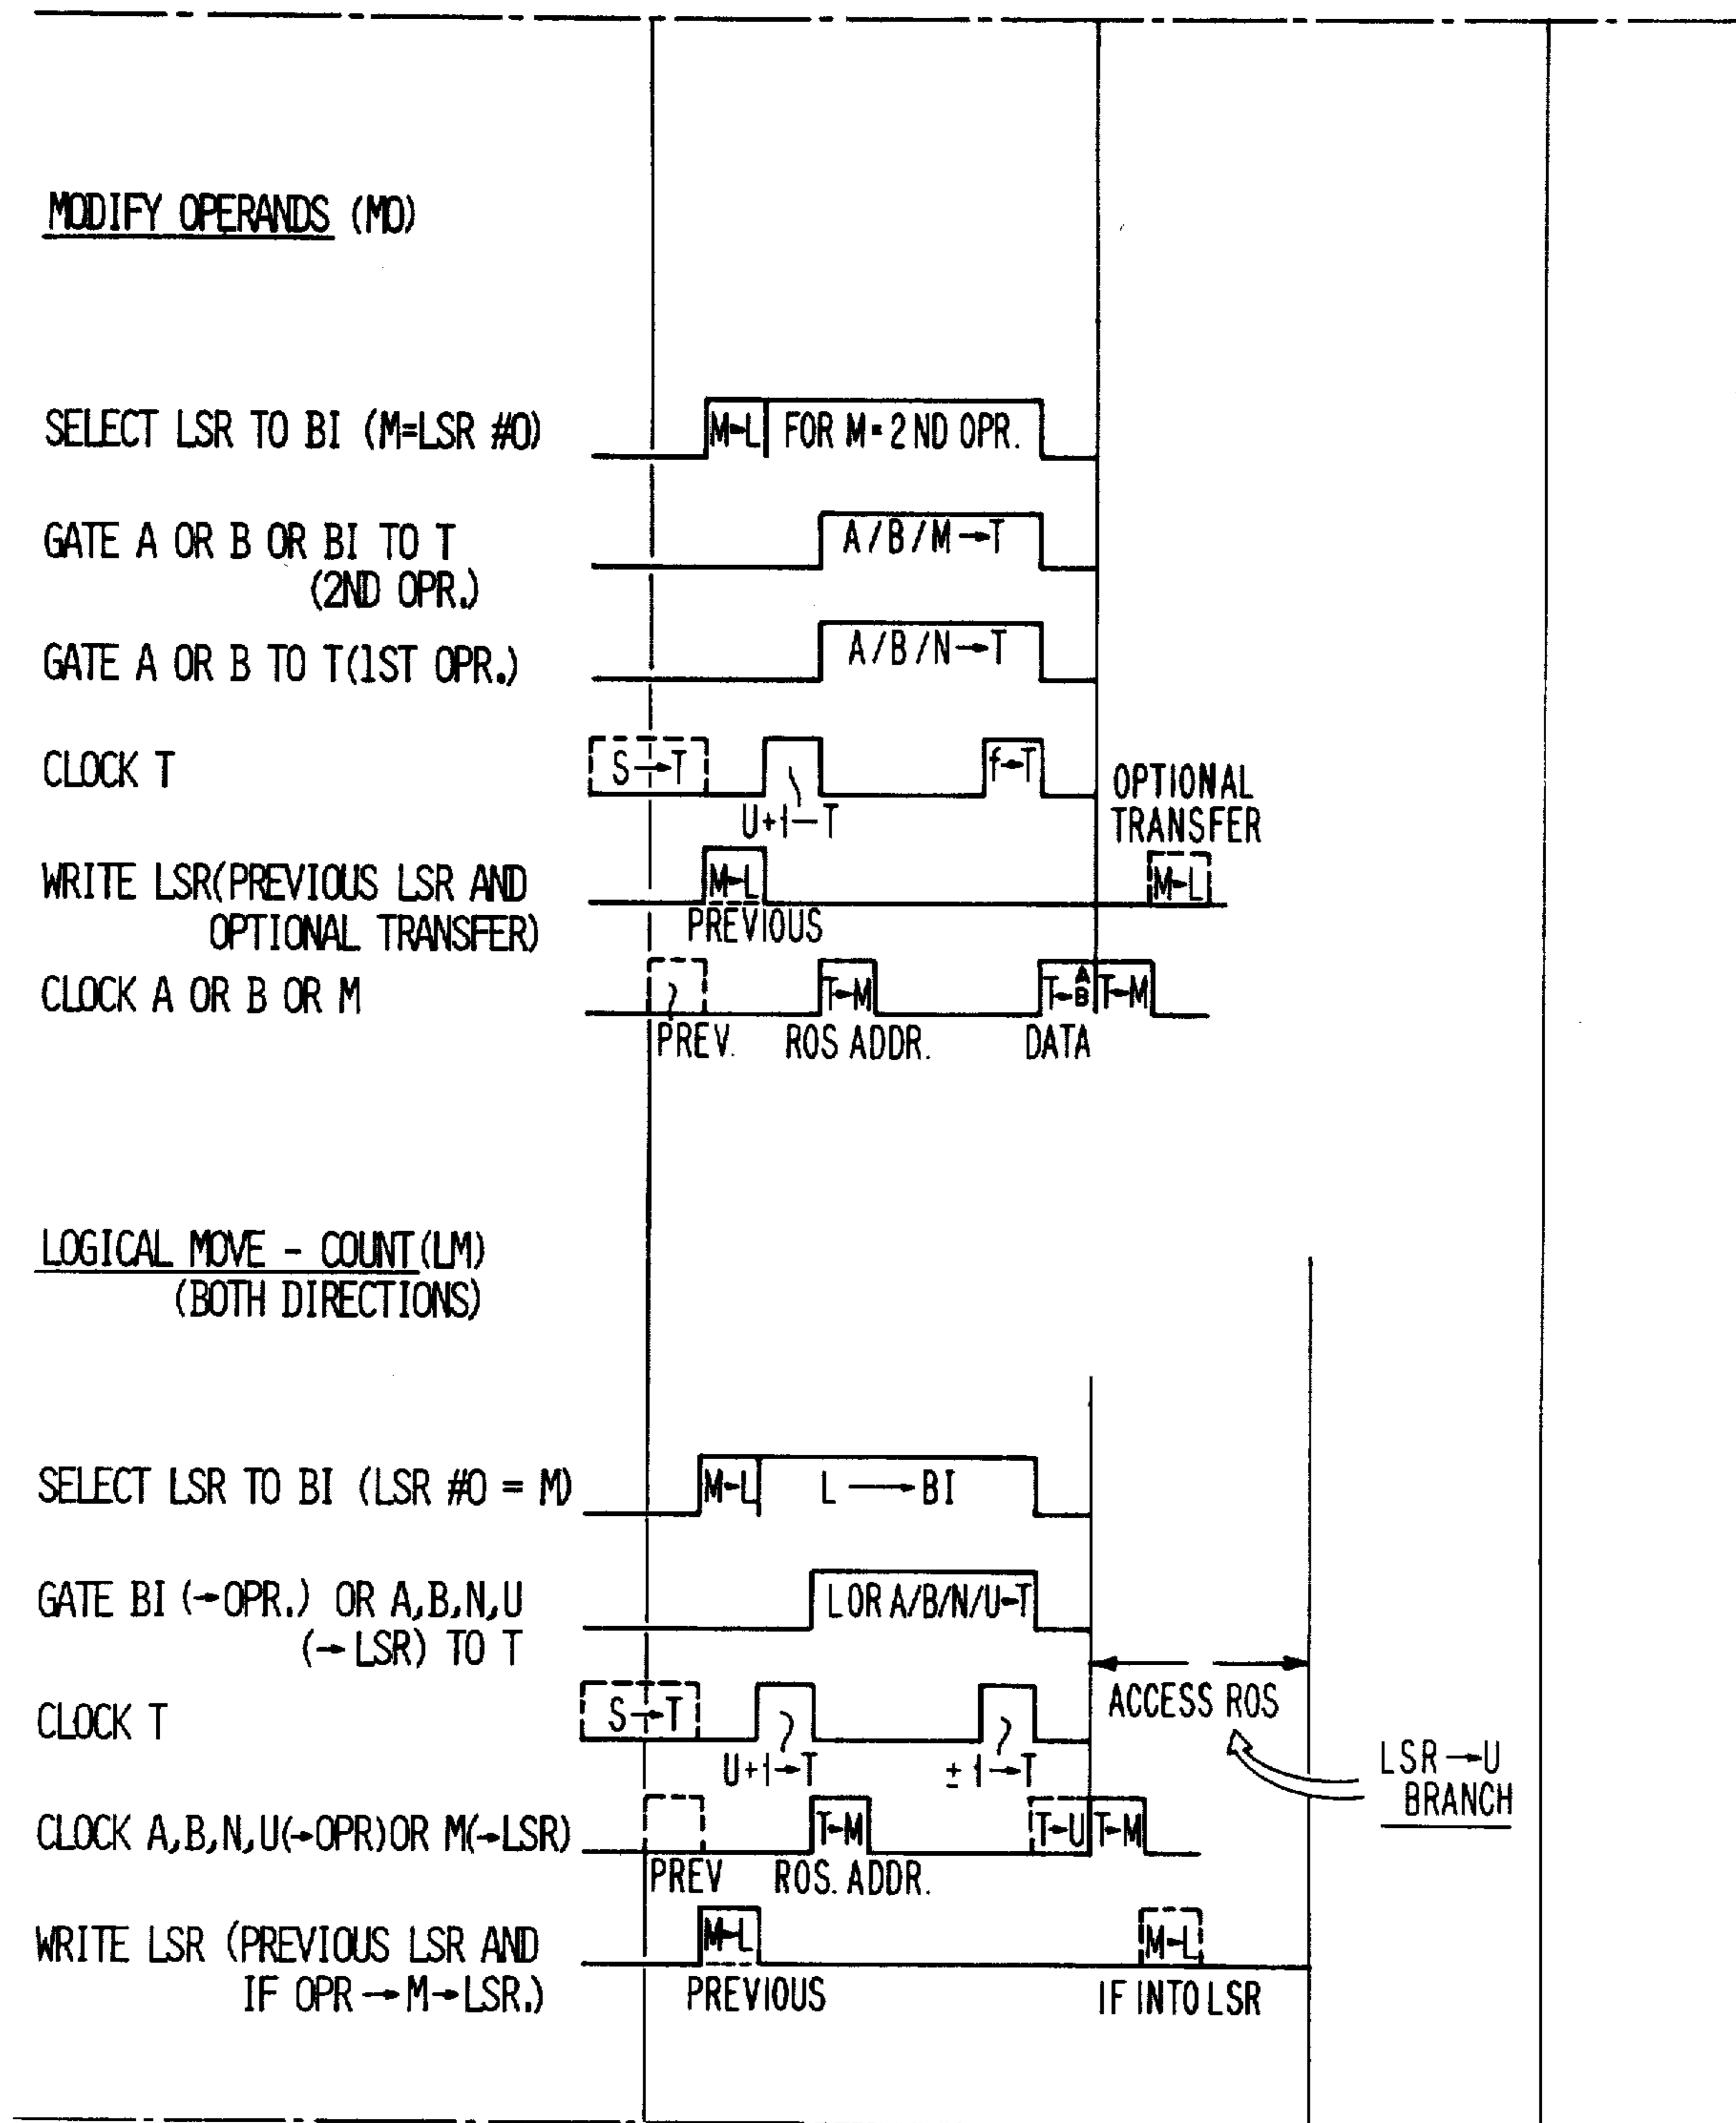 MODIFY OPERANDS (MO)
SELECT LSR TO BI (M=LSR #0)
M→L
FOR M = 2ND OPR.
GATE A OR B OR BI TO T
(2ND OPR.)
A/B/M→T
GATE A OR B TO T(1ST OPR.)
A/B/N→T
CLOCK T
S→T
U+1→T
f→T
OPTIONAL
TRANSFER
WRITE LSR(PREVIOUS LSR AND
OPTIONAL TRANSFER)
M→L
PREVIOUS
M→L
CLOCK A OR B OR M
PREV.
T→M
ROS ADDR.
T→A B
DATA
T→M
LOGICAL MOVE - COUNT(LM)
(BOTH DIRECTIONS)
SELECT LSR TO BI (LSR #0 = M)
M→L
L → BI
GATE BI (→OPR.) OR A,B,N,U
(→LSR) TO T
L OR A/B/N/U→T
CLOCK T
S→T
U+1→T
±1→T
ACCESS ROS
LSR→U
BRANCH
CLOCK A,B,N,U(→OPR)OR M(→LSR)
PREV
T→M
ROS. ADDR.
T→U
T→M
WRITE LSR (PREVIOUS LSR AND
IF OPR→M→LSR.)
M→L
PREVIOUS
M→L
IF INTO LSR